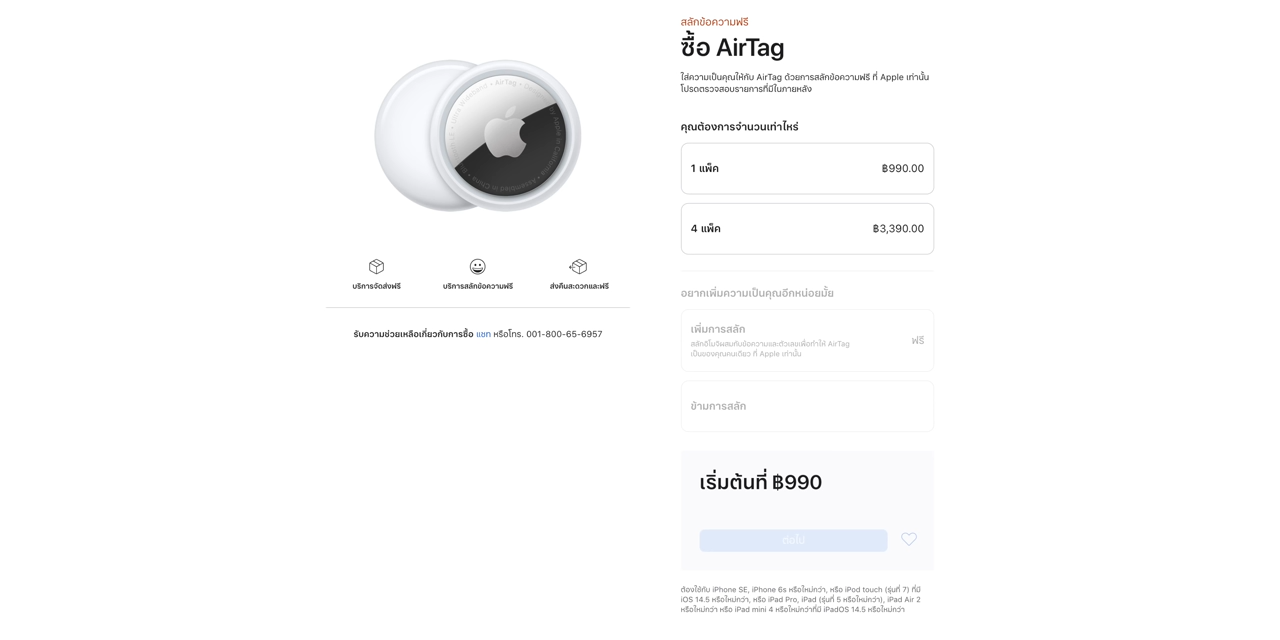 สลักข้อความฟรี
ซื้อ AirTag
ใส่ความเป็นคุณให้กับ AirTag ด้วยการสลักข้อความฟรี ที่ Apple เท่านั้น
โปรดตรวจสอบรายการที่มีในภายหลัง
คุณต้องการจำนวนเท่าไหร่
1 แพ็ค ฿990.00
4 แพ็ค ฿3,390.00
บริการจัดส่งฟรี
บริการสลักข้อความฟรี
ส่งคืนสะดวกและฟรี
รับความช่วยเหลือเกี่ยวกับการซื้อ แชท หรือโทร. 001-800-65-6957
อยากเพิ่มความเป็นคุณอีกหน่อยมั้ย
เพิ่มการสลัก
สลักอิโมจิผสมกับข้อความและตัวเลขเพื่อทำให้ AirTag
เป็นของคุณคนเดียว ที่ Apple เท่านั้น
ฟรี
ข้ามการสลัก
เริ่มต้นที่ ฿990
ต่อไป
ต้องใช้กับ iPhone SE, iPhone 6s หรือใหม่กว่า, หรือ iPod touch (รุ่นที่ 7) ที่มี
iOS 14.5 หรือใหม่กว่า, หรือ iPad Pro, iPad (รุ่นที่ 5 หรือใหม่กว่า), iPad Air 2
หรือใหม่กว่า หรือ iPad mini 4 หรือใหม่กว่าที่มี iPadOS 14.5 หรือใหม่กว่า